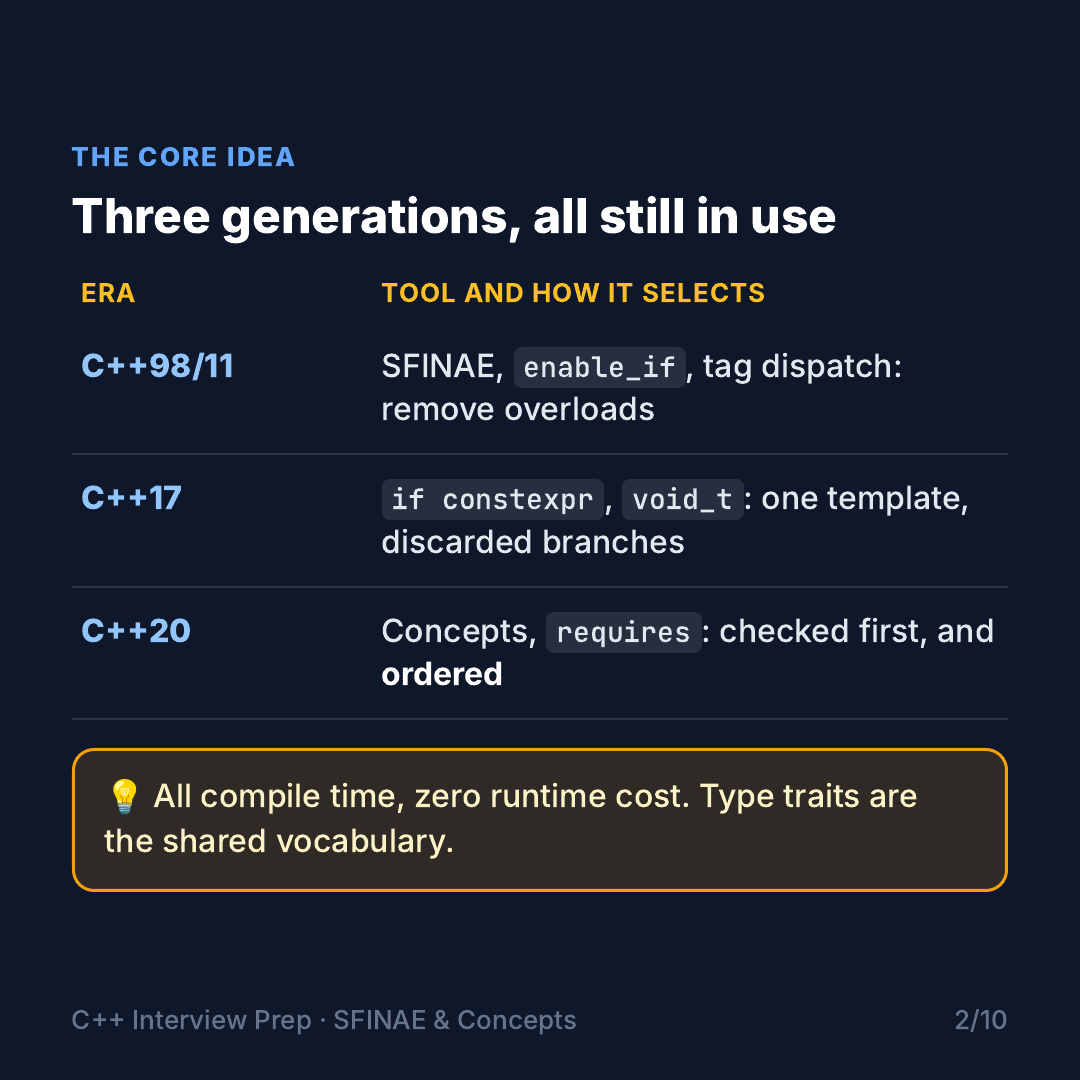 THE CORE IDEA
Three generations, all still in use
ERA
TOOL AND HOW IT SELECTS
C++98/11
SFINAE, enable_if, tag dispatch:
remove overloads
C++17
if constexpr, void_t: one template,
discarded branches
C++20
Concepts, requires: checked first, and
ordered
💡 All compile time, zero runtime cost. Type traits are
the shared vocabulary.
C++ Interview Prep · SFINAE & Concepts
2/10